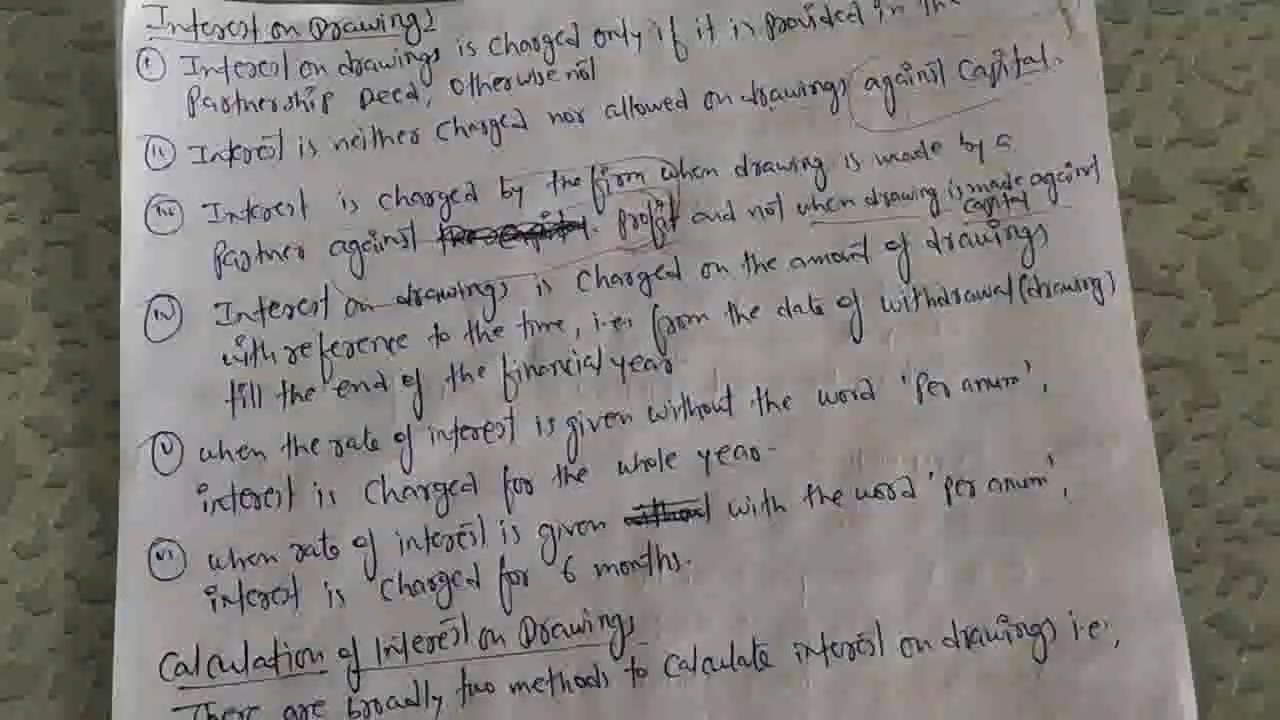 Interest on Drawings
(i) Interest on drawings is charged only if it is provided in the
Partnership Deed, otherwise not
(ii) Interest is neither charged nor allowed on drawings against capital.
(iii) Interest is charged by the firm when drawing is made by a
Partner against profit and not when drawing is made against
capital
(iv) Interest on drawings is charged on the amount of drawings
with reference to the time, i.e. from the date of withdrawal (drawing)
till the end of the financial year
(v) when the rate of interest is given without the word 'Per anum',
interest is charged for the whole year.
(vi) when rate of interest is given with the word 'per anum',
interest is charged for 6 months.
Calculation of Interest on Drawings
There are broadly two methods to calculate interest on drawings i.e.,